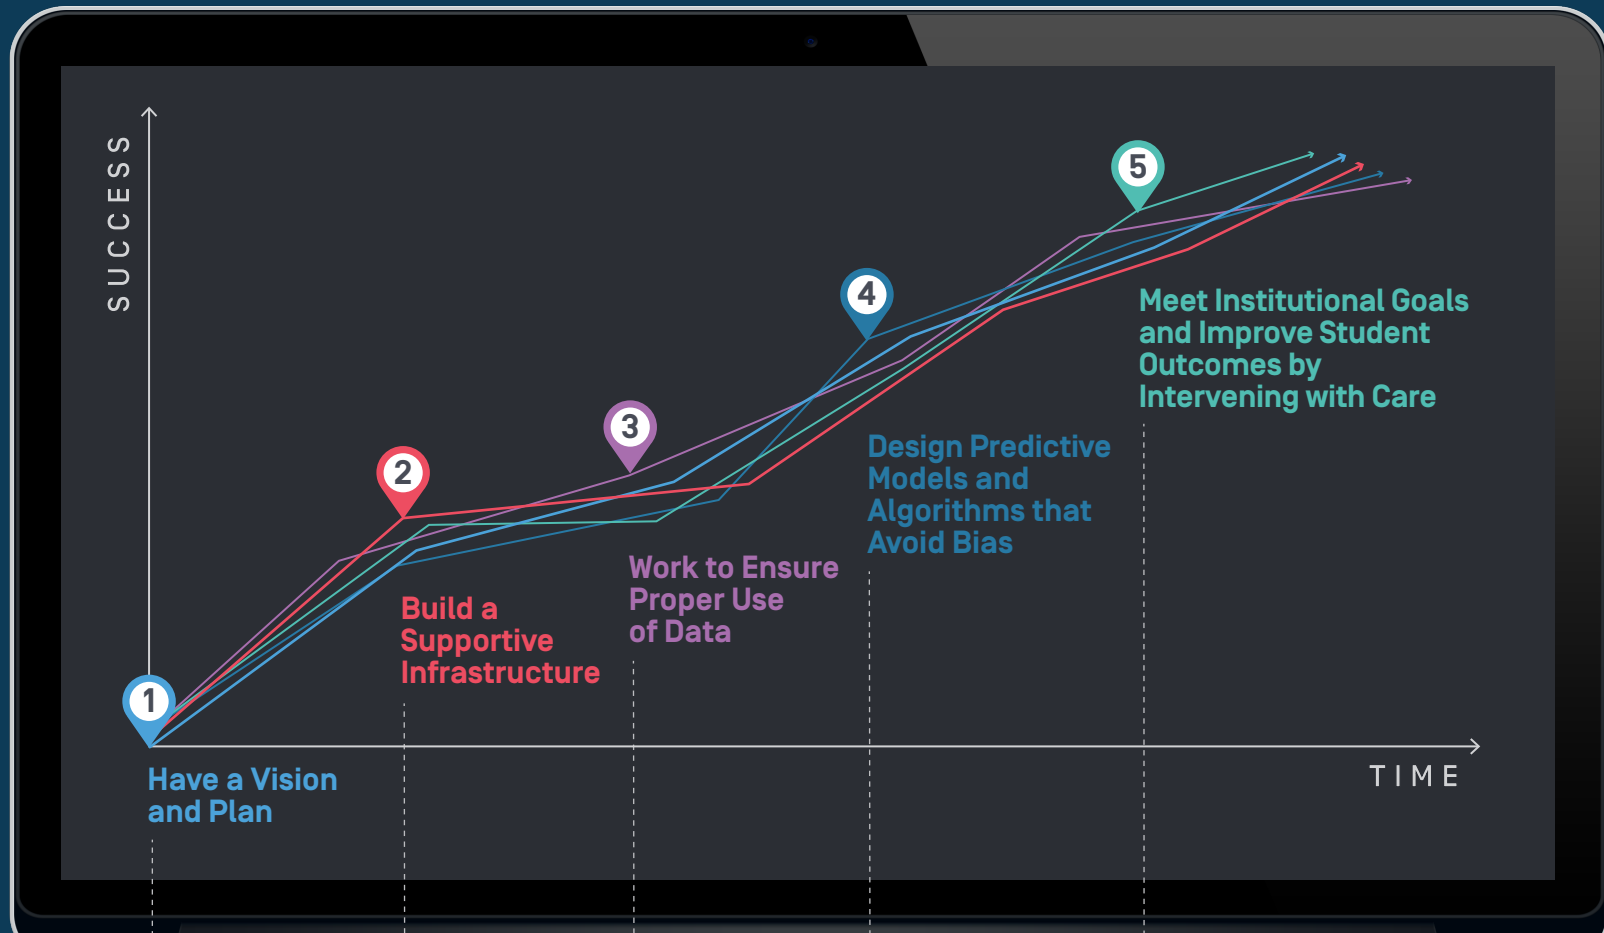 SUCCESS
5
4
Meet Institutional Goals
and Improve Student
Outcomes by
Intervening with Care
3
Design Predictive
Models and
Algorithms that
Avoid Bias
2
Work to Ensure
Proper Use
of Data
Build a
Supportive
Infrastructure
1
Have a Vision
and Plan
TIME